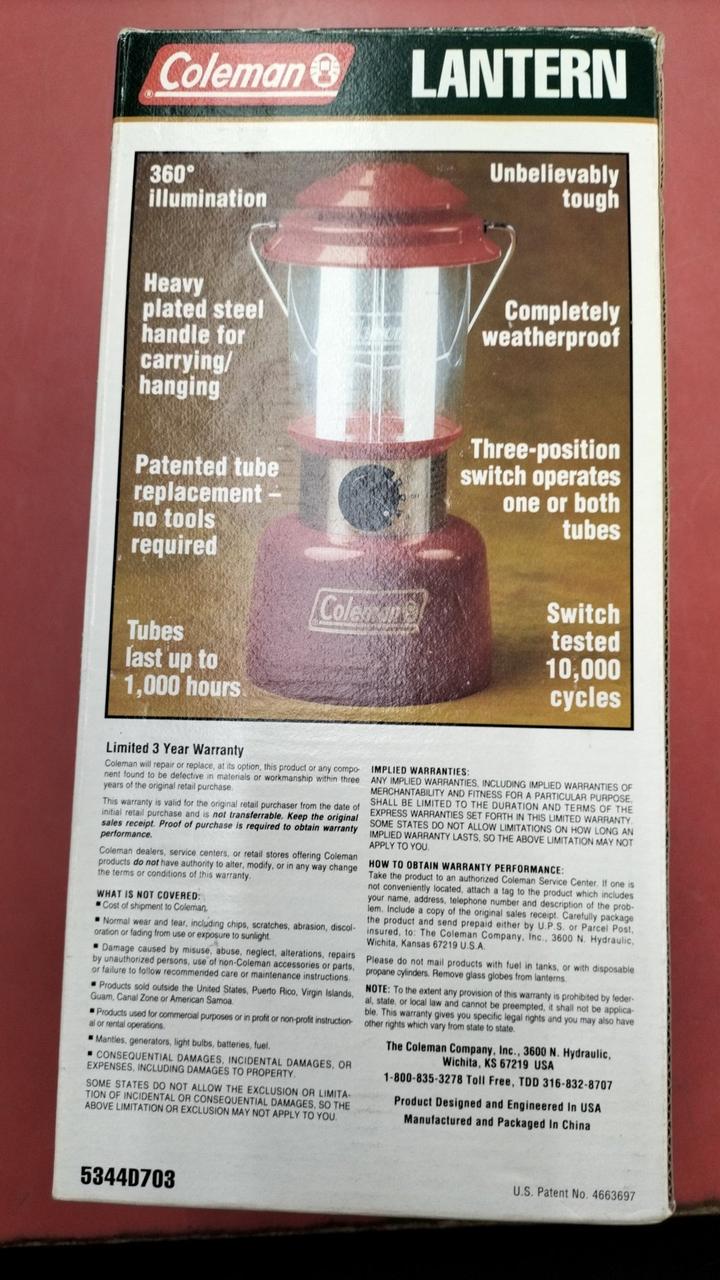 Coleman ®
LANTERN
360°
illumination
Heavy
plated steel
handle for
carrying/
hanging
Patented tube
replacement –
no tools
required
Tubes
last up to
1,000 hours
Unbelievably
tough
Completely
weatherproof
Three-position
switch operates
one or both
tubes
Switch
tested
10,000
cycles
Coleman
Limited 3 Year Warranty
Coleman will repair or replace, at its option, this product or any compo-
nent found to be defective in materials or workmanship within three
years of the original retail purchase.
This warranty is valid for the original retail purchaser from the date of
initial retail purchase and is not transferrable. Keep the original
sales receipt. Proof of purchase is required to obtain warranty
performance.
Coleman dealers, service centers, or retail stores offering Coleman
products do not have authority to alter, modify, or in any way change
the terms or conditions of this warranty.
WHAT IS NOT COVERED:
■ Cost of shipment to Coleman.
■ Normal wear and tear, including chips, scratches, abrasion, discol-
oration or fading from use or exposure to sunlight.
■ Damage caused by misuse, abuse, neglect, alterations, repairs
by unauthorized persons, use of non-Coleman accessories or parts,
or failure to follow recommended care or maintenance instructions.
■ Products sold outside the United States, Puerto Rico, Virgin Islands,
Guam, Canal Zone or American Samoa.
■ Products used for commercial purposes or in profit or non-profit instruction-
al or rental operations.
■ Mantles, generators, light bulbs, batteries, fuel.
■ CONSEQUENTIAL DAMAGES, INCIDENTAL DAMAGES, OR
EXPENSES, INCLUDING DAMAGES TO PROPERTY.
SOME STATES DO NOT ALLOW THE EXCLUSION OR LIMITA-
TION OF INCIDENTAL OR CONSEQUENTIAL DAMAGES, SO THE
ABOVE LIMITATION OR EXCLUSION MAY NOT APPLY TO YOU.
IMPLIED WARRANTIES:
ANY IMPLIED WARRANTIES, INCLUDING IMPLIED WARRANTIES OF
MERCHANTABILITY AND FITNESS FOR A PARTICULAR PURPOSE,
SHALL BE LIMITED TO THE DURATION AND TERMS OF THE
EXPRESS WARRANTIES SET FORTH IN THIS LIMITED WARRANTY.
SOME STATES DO NOT ALLOW LIMITATIONS ON HOW LONG AN
IMPLIED WARRANTY LASTS, SO THE ABOVE LIMITATION MAY NOT
APPLY TO YOU.
HOW TO OBTAIN WARRANTY PERFORMANCE:
Take the product to an authorized Coleman Service Center. If one is
not conveniently located, attach a tag to the product which includes
your name, address, telephone number and description of the prob-
lem. Include a copy of the original sales receipt. Carefully package
the product and send prepaid either by U.P.S. or Parcel Post,
insured, to: The Coleman Company, Inc., 3600 N. Hydraulic,
Wichita, Kansas 67219 U.S.A.
Please do not mail products with fuel in tanks, or with disposable
propane cylinders. Remove glass globes from lanterns.
NOTE: To the extent any provision of this warranty is prohibited by feder-
al, state, or local law and cannot be preempted, it shall not be applica-
ble. This warranty gives you specific legal rights and you may also have
other rights which vary from state to state.
The Coleman Company, Inc., 3600 N. Hydraulic,
Wichita, KS 67219 USA
1-800-835-3278 Toll Free, TDD 316-832-8707
Product Designed and Engineered In USA
Manufactured and Packaged In China
5344D703
U.S. Patent No. 4663697